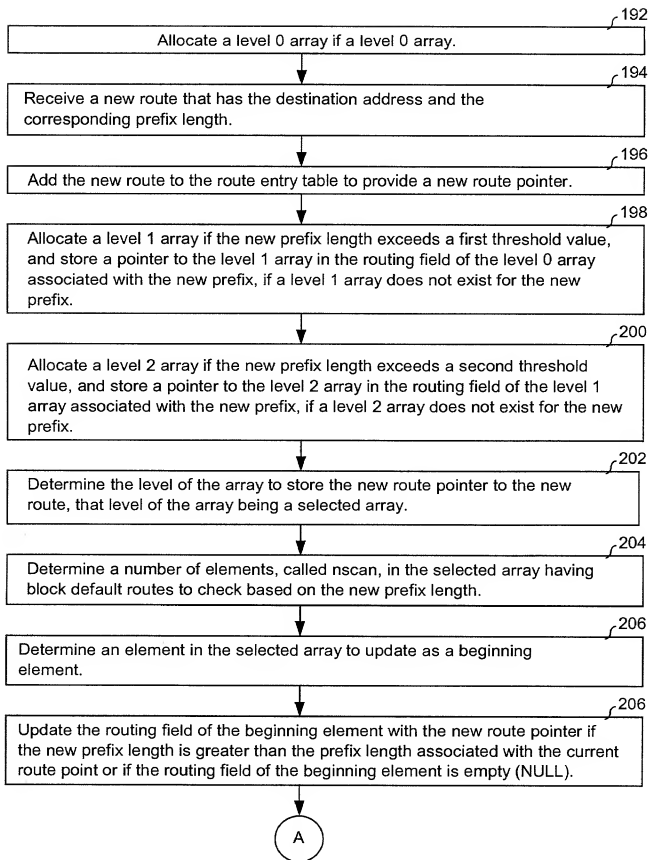 192
Allocate a level 0 array if a level 0 array.
194
Receive a new route that has the destination address and the
corresponding prefix length.
196
Add the new route to the route entry table to provide a new route pointer.
198
Allocate a level 1 array if the new prefix length exceeds a first threshold value,
and store a pointer to the level 1 array in the routing field of the level 0 array
associated with the new prefix, if a level 1 array does not exist for the new
prefix.
200
Allocate a level 2 array if the new prefix length exceeds a second threshold
value, and store a pointer to the level 2 array in the routing field of the level 1
array associated with the new prefix, if a level 2 array does not exist for the new
prefix.
202
Determine the level of the array to store the new route pointer to the new
route, that level of the array being a selected array.
204
Determine a number of elements, called nscan, in the selected array having
block default routes to check based on the new prefix length.
206
Determine an element in the selected array to update as a beginning
element.
206
Update the routing field of the beginning element with the new route pointer if
the new prefix length is greater than the prefix length associated with the current
route point or if the routing field of the beginning element is empty (NULL).
A